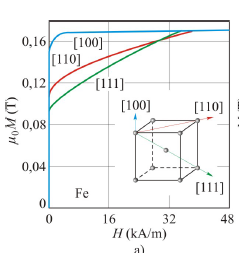 μ₀M (T)
0,16
0,12
0,08
0,04
0
[100]
[110]
[111]
[100]
[110]
[111]
Fe
0 16 32 48
H (kA/m)
a)